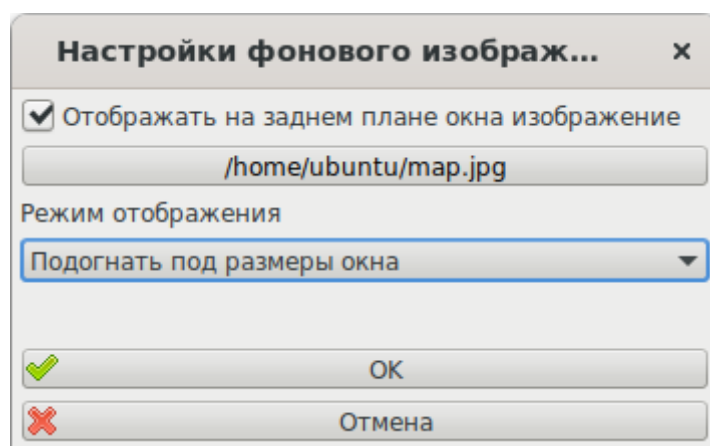 Настройки фонового изображ...
Отображать на заднем плане окна изображение
/home/ubuntu/map.jpg
Режим отображения
Подогнать под размеры окна
OK
Отмена